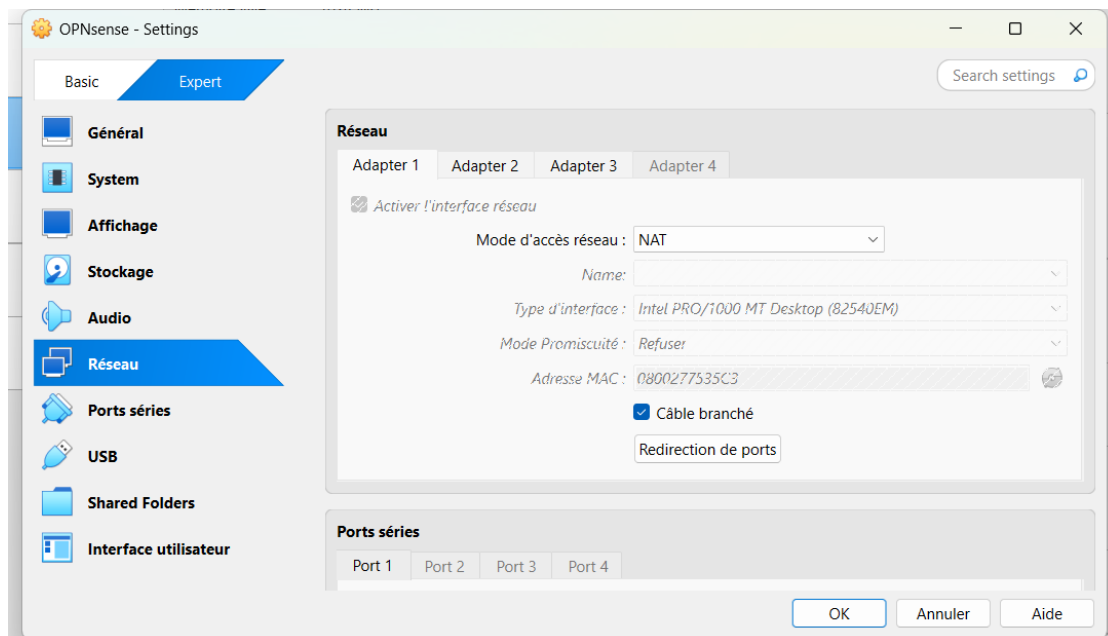 OPNsense - Settings
Basic
Expert
Search settings
Général
System
Affichage
Stockage
Audio
Réseau
Ports séries
USB
Shared Folders
Interface utilisateur
Réseau
Adapter 1 Adapter 2 Adapter 3 Adapter 4
Activer l'interface réseau
Mode d'accès réseau : NAT
Name:
Type d'interface : Intel PRO/1000 MT Desktop (82540EM)
Mode Promiscuité : Refuser
Adresse MAC : 0800277535C3
Câble branché
Redirection de ports
Ports séries
Port 1 Port 2 Port 3 Port 4
OK Annuler Aide